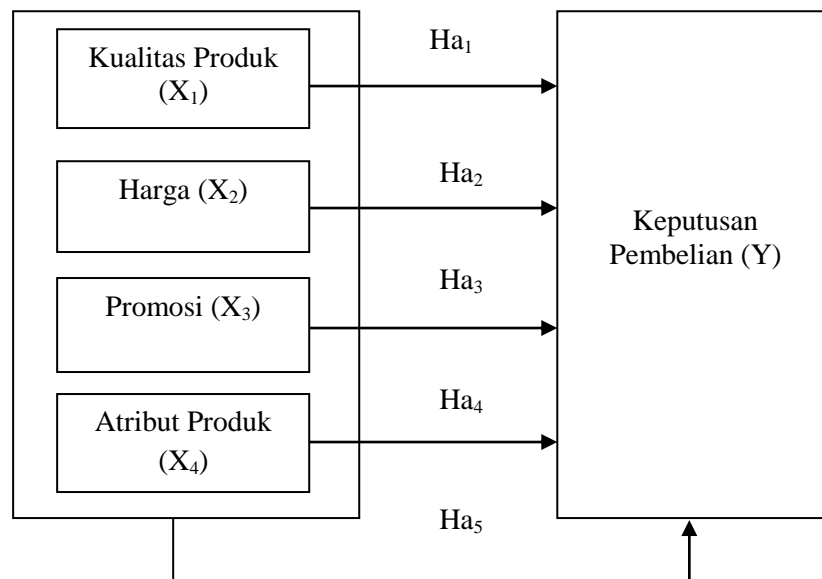 Kualitas Produk
(X₁)
Ha₁
Harga (X₂)
Ha₂
Keputusan
Pembelian (Y)
Promosi (X₃)
Ha₃
Atribut Produk
(X₄)
Ha₄
Ha₅